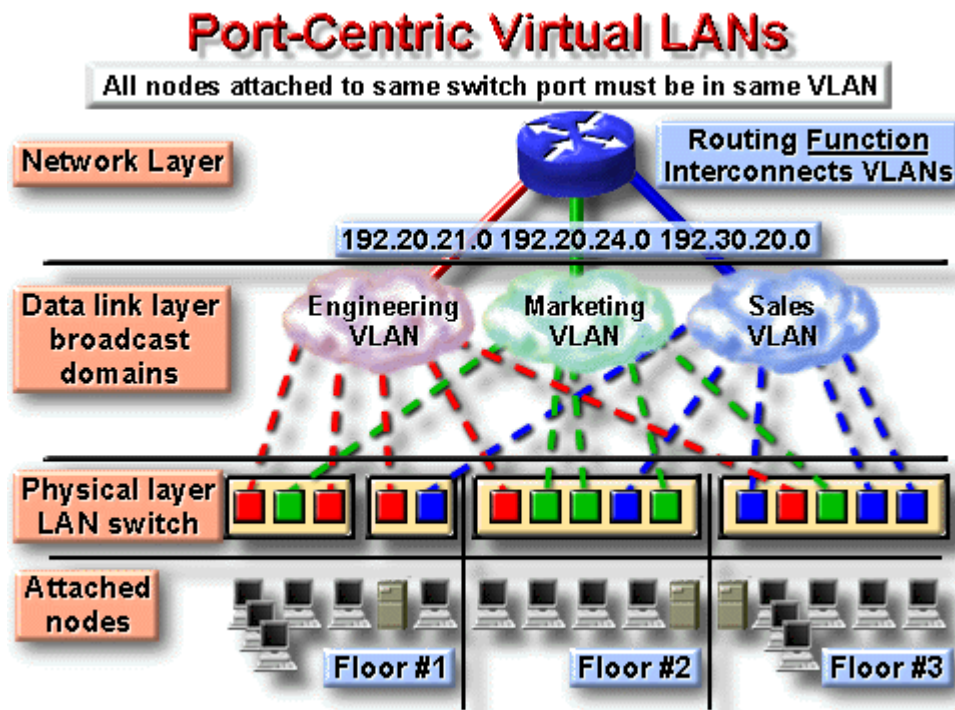 Port-Centric Virtual LANs
All nodes attached to same switch port must be in same VLAN
Network Layer
Routing Function
Interconnects VLANs
192.20.21.0 192.20.24.0 192.30.20.0
Data link layer
broadcast
domains
Engineering
VLAN
Marketing
VLAN
Sales
VLAN
Physical layer
LAN switch
Attached
nodes
Floor #1
Floor #2
Floor #3